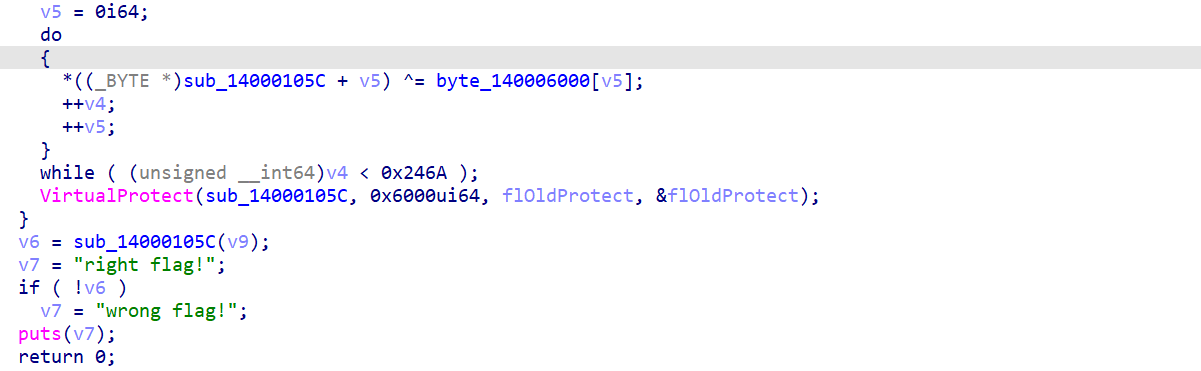 v5 = 0i64;
do
{
*((_BYTE *)sub_14000105C + v5) ^= byte_140006000[v5];
++v4;
++v5;
}
while ( (unsigned __int64)v4 < 0x246A );
VirtualProtect(sub_14000105C, 0x6000ui64, flOldProtect, &flOldProtect);
}
v6 = sub_14000105C(v9);
v7 = "right flag!";
if ( !v6 )
v7 = "wrong flag!";
puts(v7);
return 0;